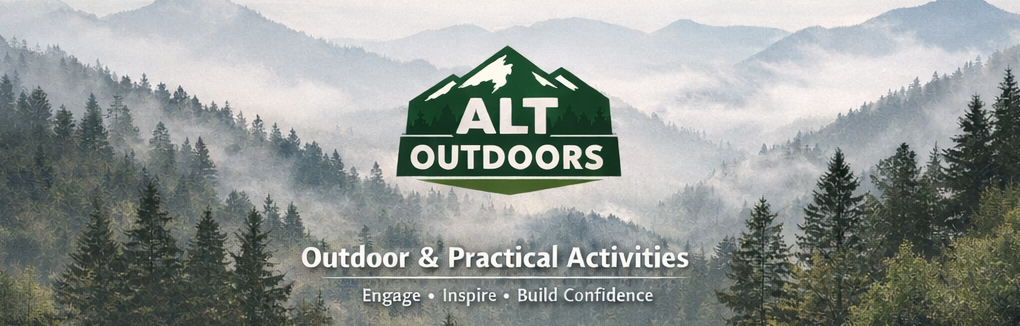 ALT
OUTDOORS
Outdoor & Practical Activities
Engage • Inspire • Build Confidence